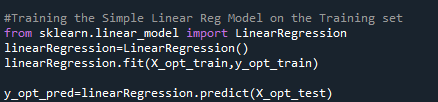 #Training the Simple Linear Reg Model on the Training set
from sklearn.linear_model import LinearRegression
linearRegression=LinearRegression()
linearRegression.fit(X_opt_train,y_opt_train)
y_opt_pred=linearRegression.predict(X_opt_test)